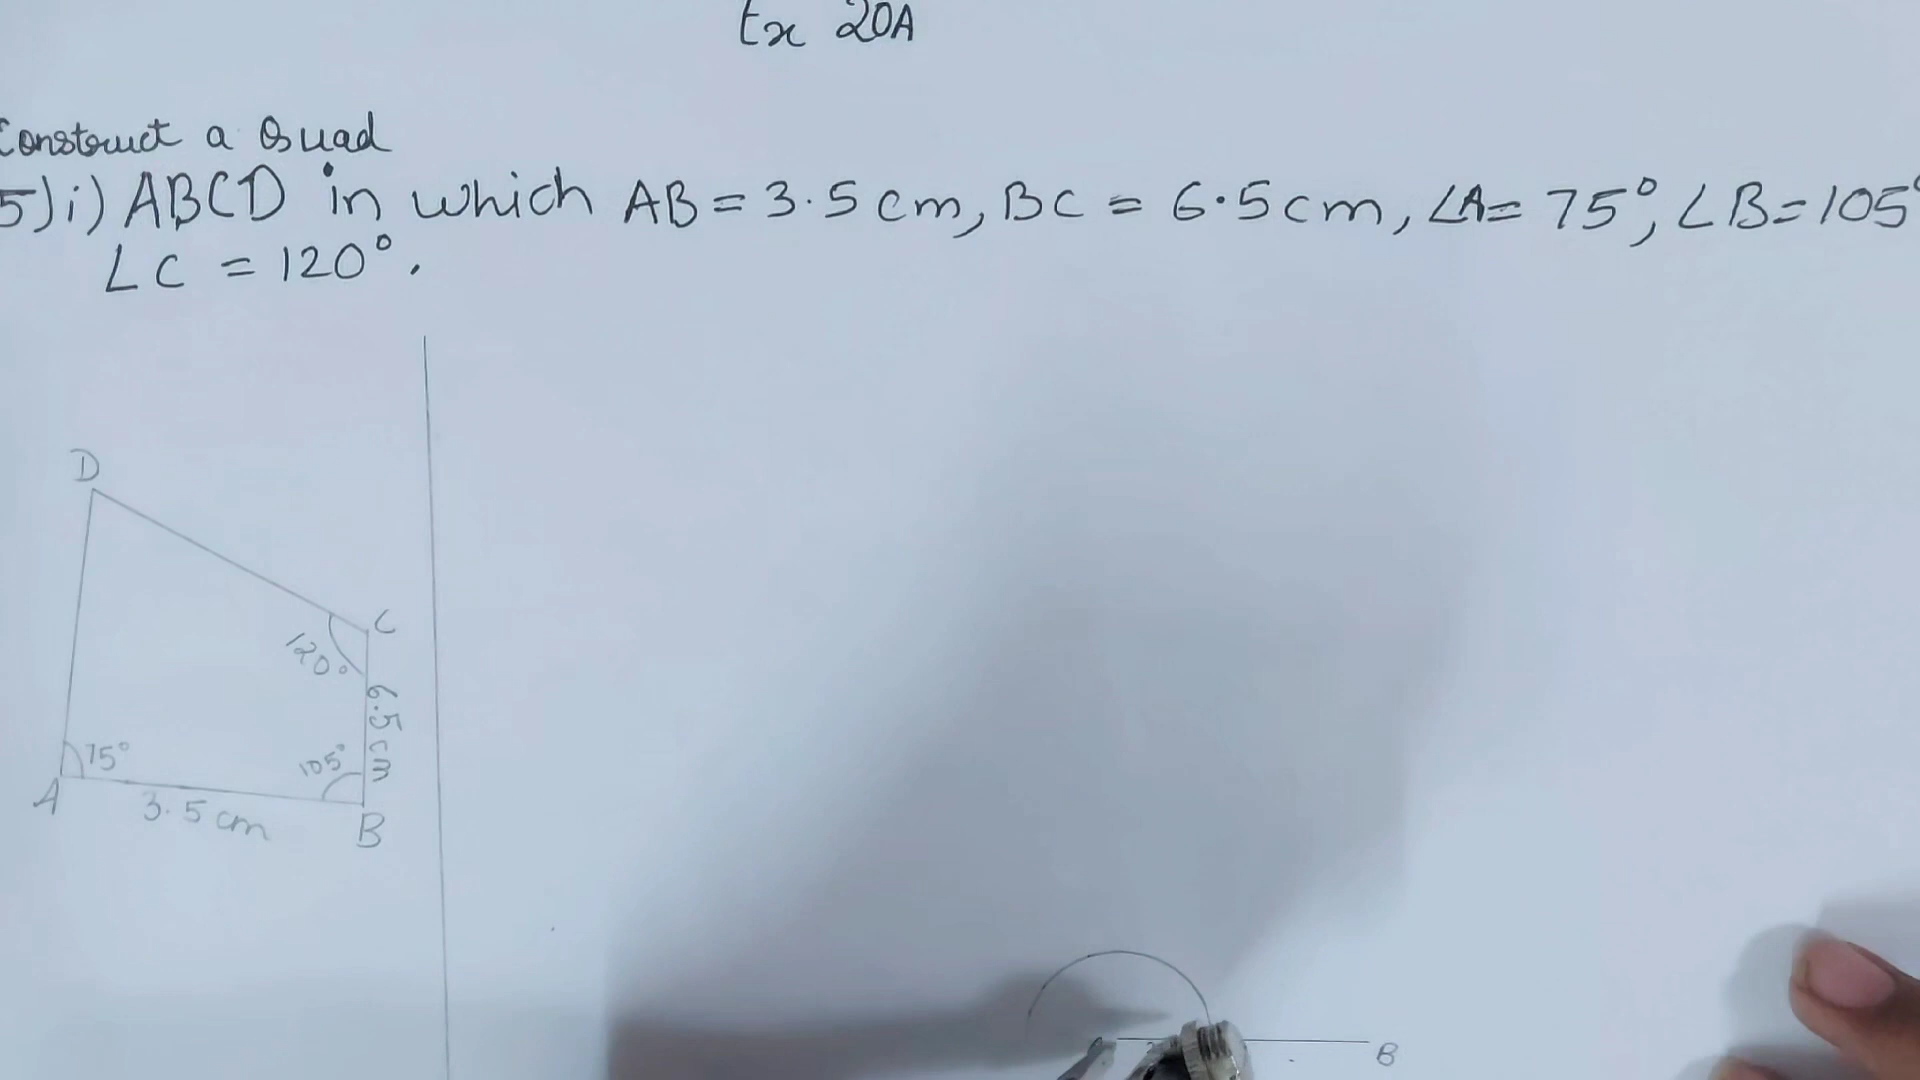 Ex 20A
Construct a Quad
5) i) ABCD in which AB = 3.5 cm, BC = 6.5 cm, ∠A = 75°, ∠B = 105°
∠C = 120°.
D
C
120°
6.5 cm
75°
105°
A
3.5 cm
B
B